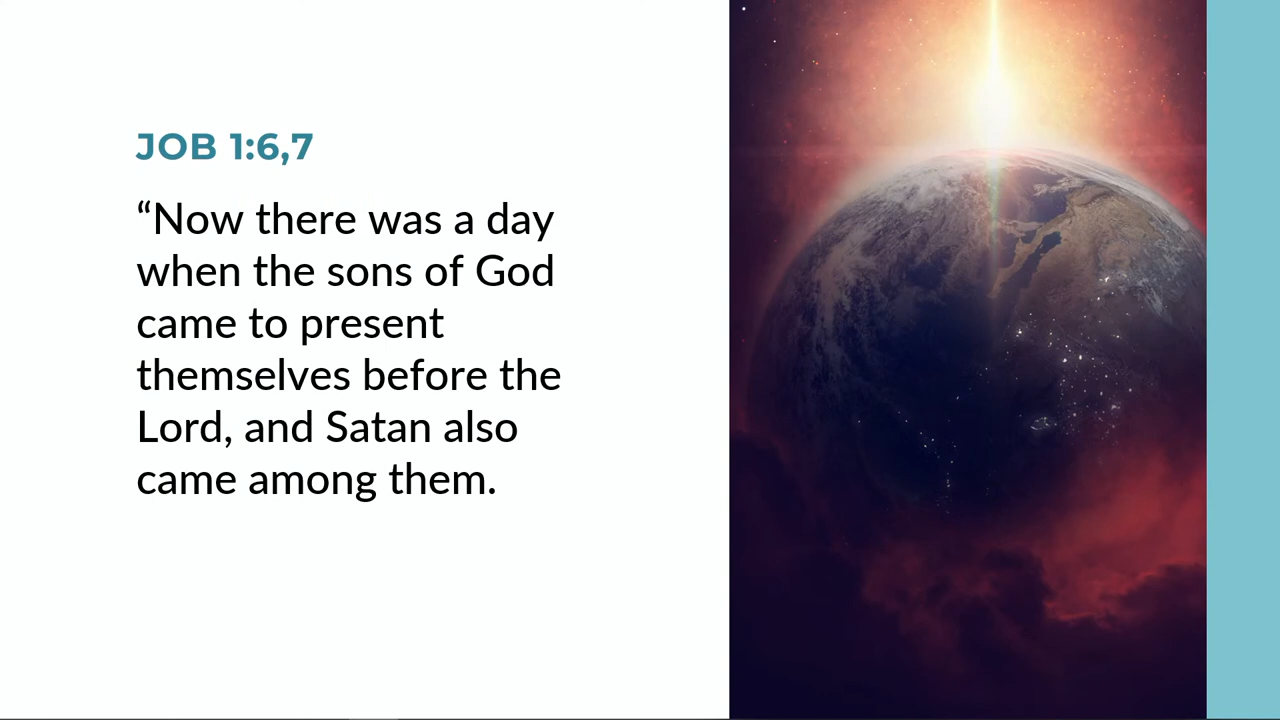 JOB 1:6,7
“Now there was a day
when the sons of God
came to present
themselves before the
Lord, and Satan also
came among them.